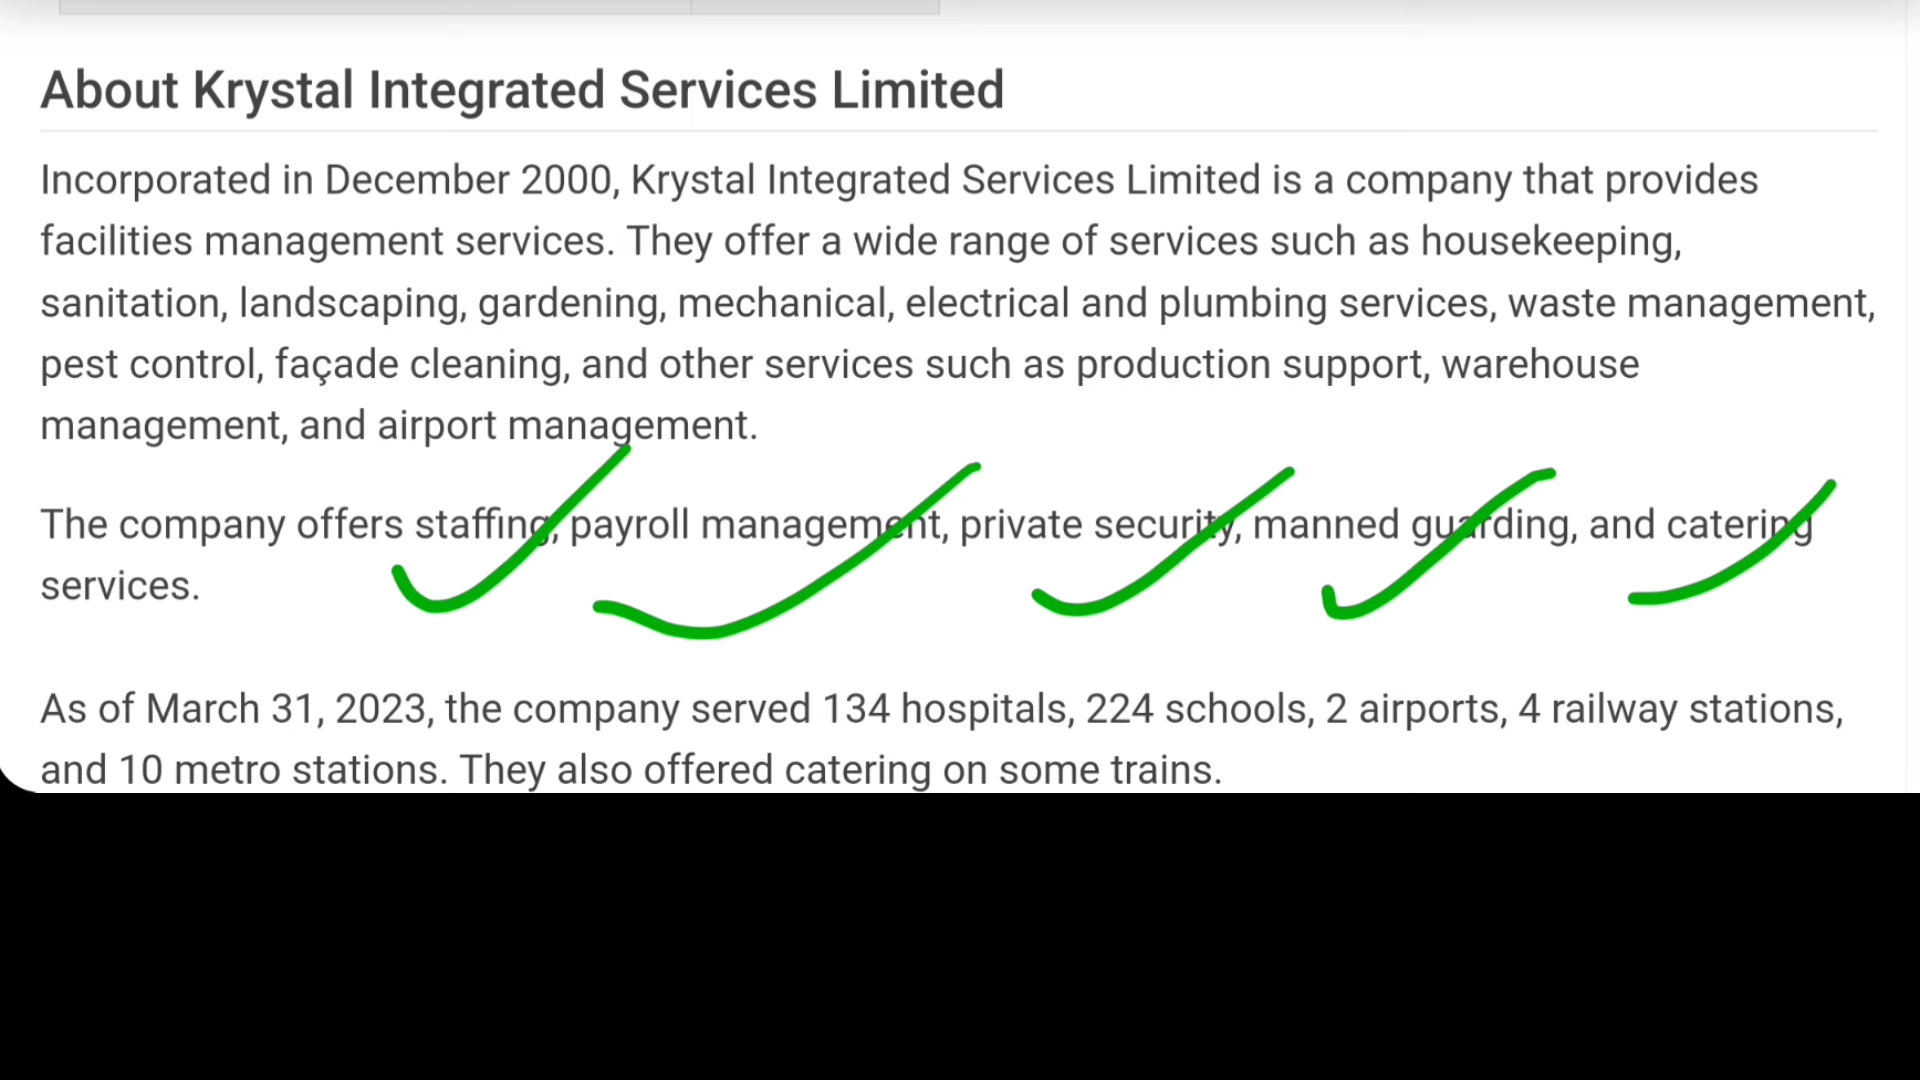 About Krystal Integrated Services Limited
Incorporated in December 2000, Krystal Integrated Services Limited is a company that provides
facilities management services. They offer a wide range of services such as housekeeping,
sanitation, landscaping, gardening, mechanical, electrical and plumbing services, waste management,
pest control, façade cleaning, and other services such as production support, warehouse
management, and airport management.
The company offers staffing, payroll management, private security, manned guarding, and catering
services.
As of March 31, 2023, the company served 134 hospitals, 224 schools, 2 airports, 4 railway stations,
and 10 metro stations. They also offered catering on some trains.